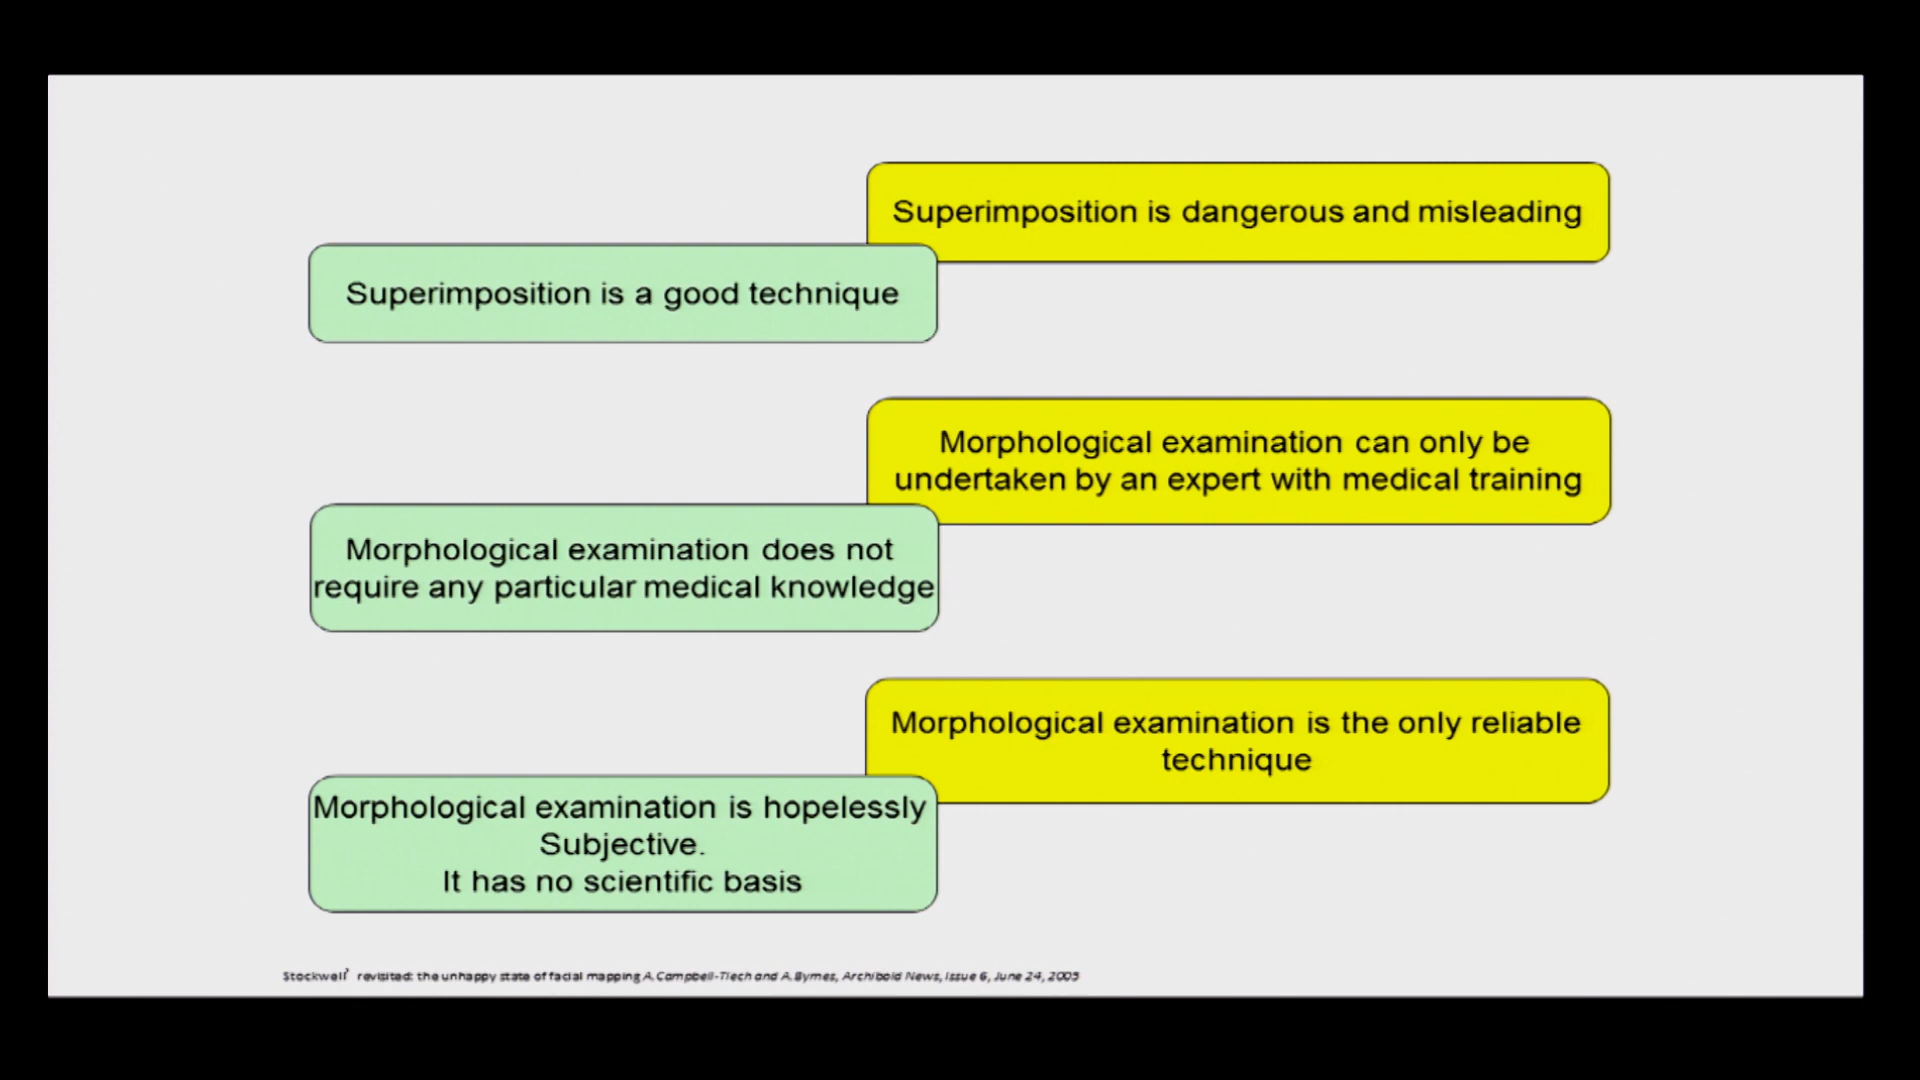 Superimposition is dangerous and misleading
Superimposition is a good technique
Morphological examination can only be
undertaken by an expert with medical training
Morphological examination does not
require any particular medical knowledge
Morphological examination is the only reliable
technique
Morphological examination is hopelessly
Subjective.
It has no scientific basis
Stockwell' revisited: the unhappy state of facial mapping A.Campbell-Tiech and A.Bymes, Archibold News, Issue 6, June 24, 2005